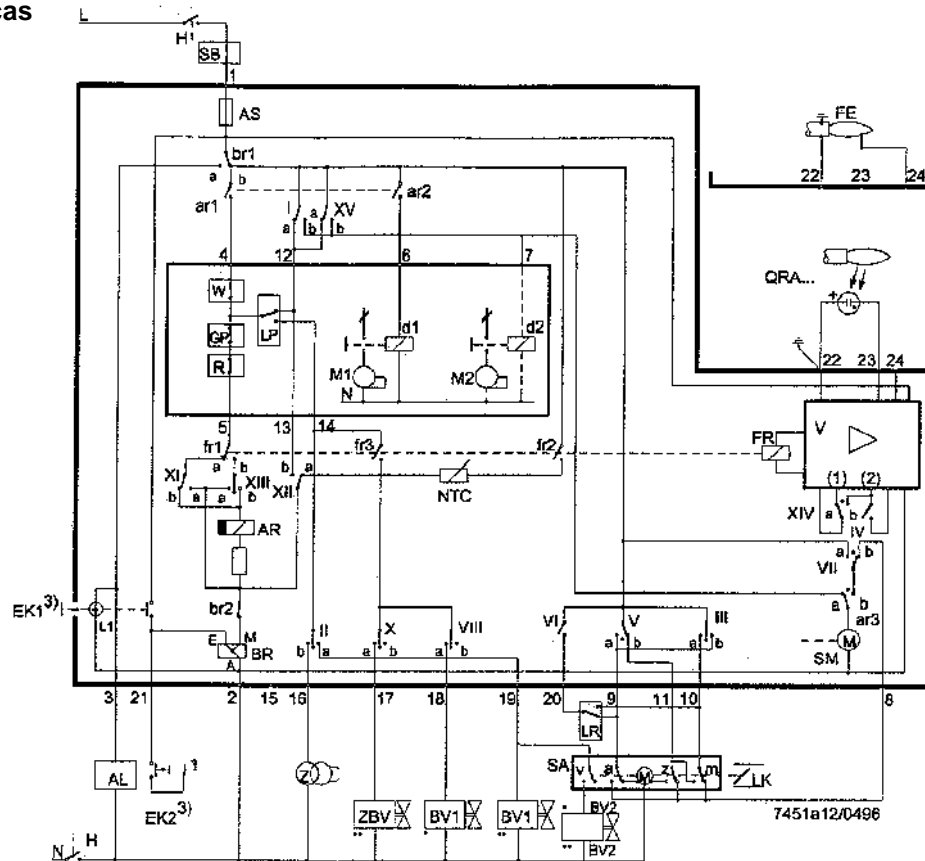 cas
L
H1
SB
1
AS
FE
br1
22 23 24
a b
ar1
ar2
I
a
XV
a
b b
4 12 6 7
QRA...
+
W
LP
GP
R
d1
d2
M1
M2
N
22 23 24
V
FR
5 13 14
fr1
fr3
fr2
a b
b a
XI
XIII
XII
b a a b
NTC
(1) (2)
XIV a b
IV
AR
a b
VII
EK1 3)
L1
br2
a b
ar3
E M
BR
A
II
X
VIII
VI
V
III
b a
a
a b
a b
a b
M
SM
3 21 2 15 16 17 18 19 20 9 11 10 8
LR
SA
v a M z m
LK
AL
Z
EK2 3)
ZBV
BV1
BV1
BV2
BV2
7451a12/0496
N H